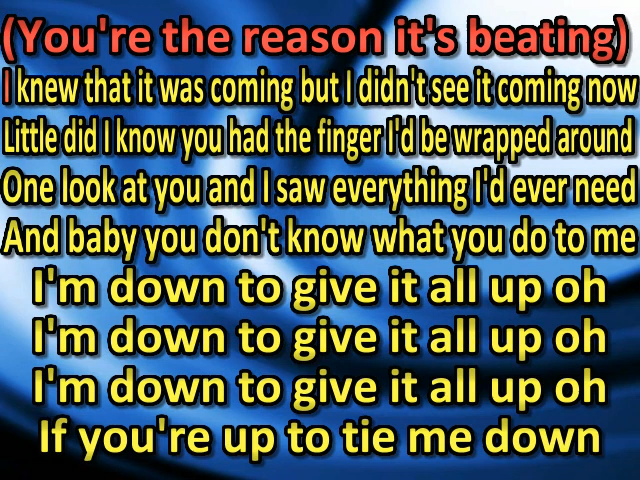 (You're the reason it's beating)
I knew that it was coming but I didn't see it coming now
Little did I know you had the finger I'd be wrapped around
One look at you and I saw everything I'd ever need
And baby you don't know what you do to me
I'm down to give it all up oh
I'm down to give it all up oh
I'm down to give it all up oh
If you're up to tie me down